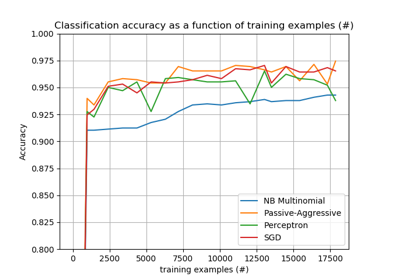 Classification accuracy as a function of training examples (#)
1.000
0.975
0.950
0.925
0.900
0.875
0.850
0.825
0.800
Accuracy
NB Multinomial
Passive-Aggressive
Perceptron
SGD
0 2500 5000 7500 10000 12500 15000 17500
training examples (#)